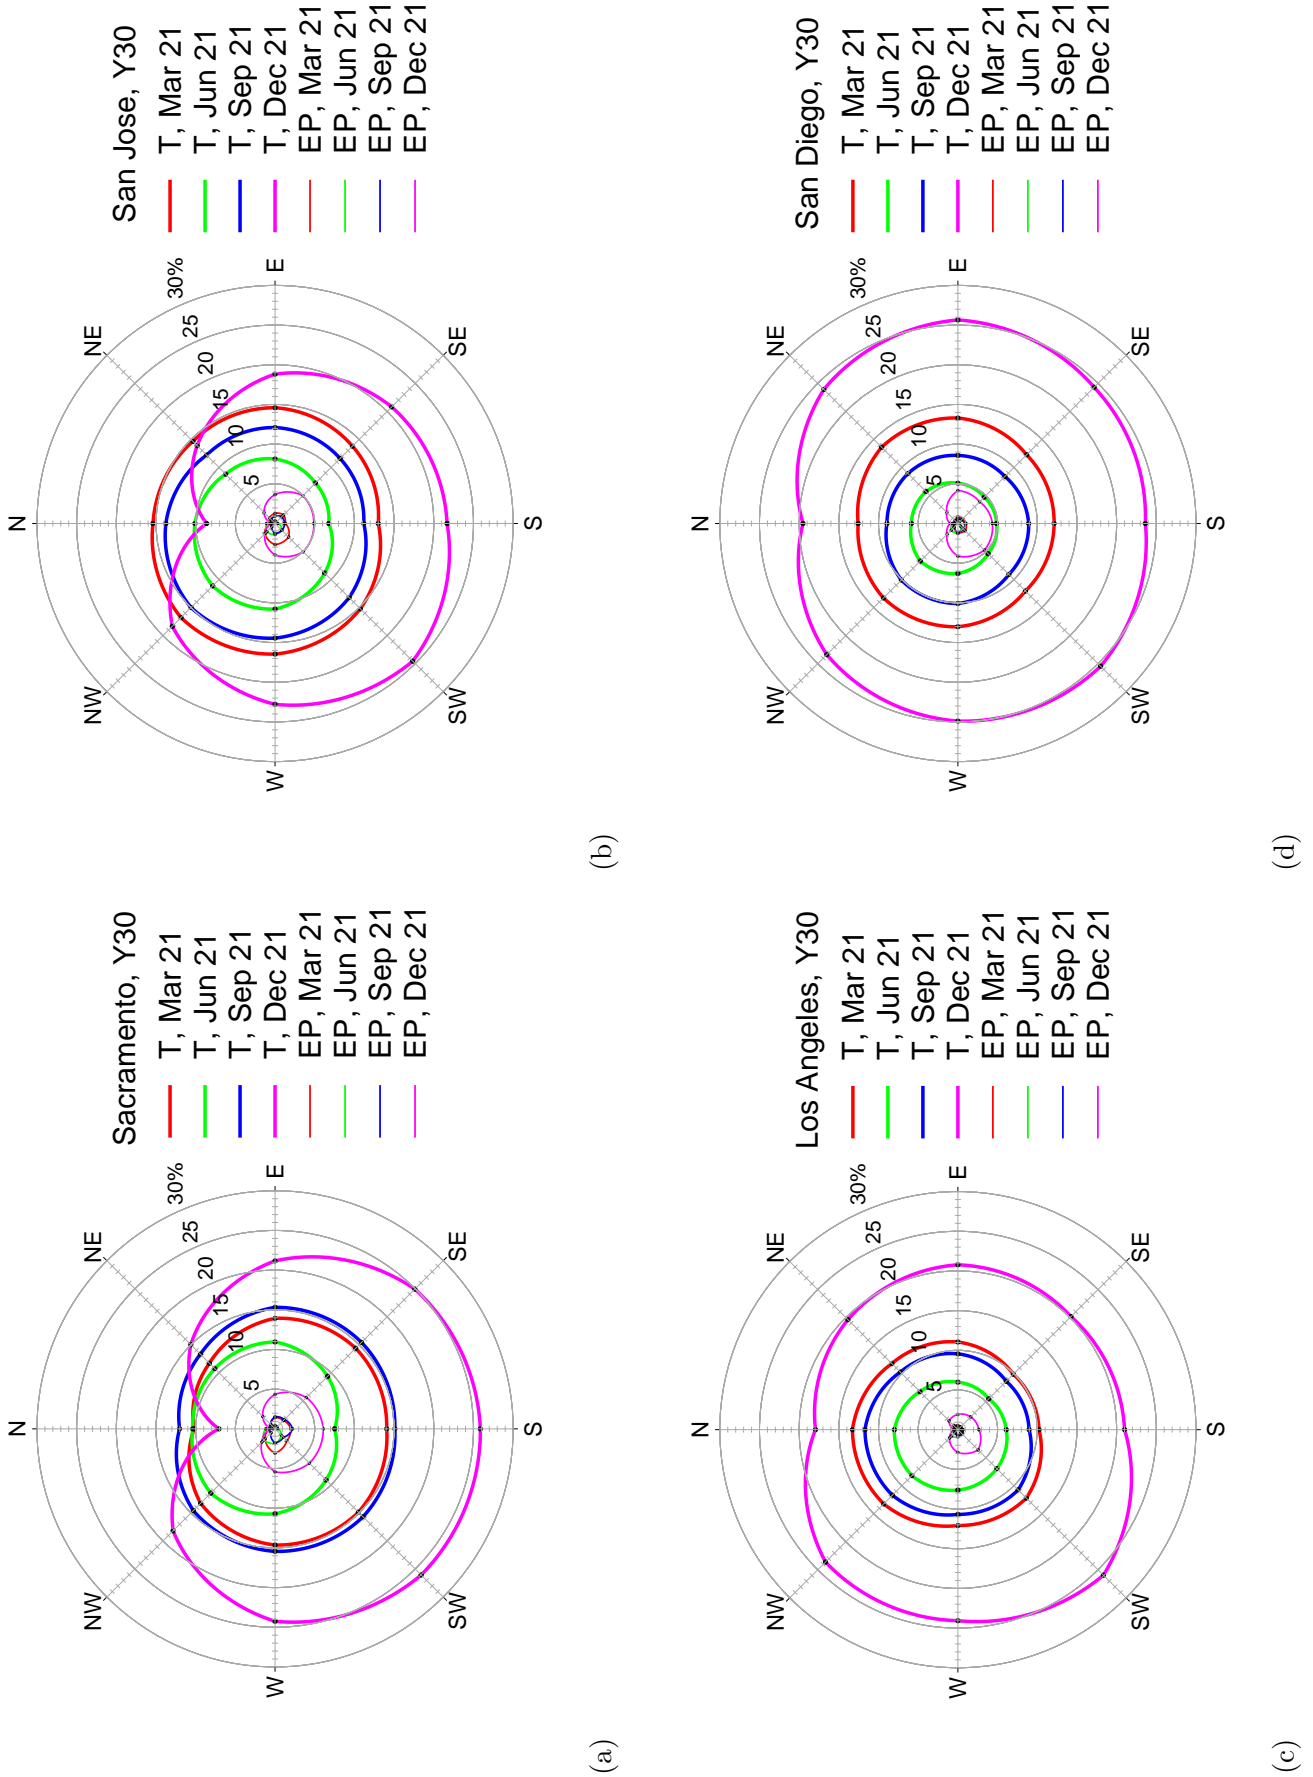 Sacramento, Y30
T, Mar 21
T, Jun 21
T, Sep 21
T, Dec 21
EP, Mar 21
EP, Jun 21
EP, Sep 21
EP, Dec 21
N
NE
E
SE
S
SW
W
NW
5
10
15
20
25
30%
(a)
San Jose, Y30
T, Mar 21
T, Jun 21
T, Sep 21
T, Dec 21
EP, Mar 21
EP, Jun 21
EP, Sep 21
EP, Dec 21
N
NE
E
SE
S
SW
W
NW
5
10
15
20
25
30%
(b)
Los Angeles, Y30
T, Mar 21
T, Jun 21
T, Sep 21
T, Dec 21
EP, Mar 21
EP, Jun 21
EP, Sep 21
EP, Dec 21
N
NE
E
SE
S
SW
W
NW
5
10
15
20
25
30%
(c)
San Diego, Y30
T, Mar 21
T, Jun 21
T, Sep 21
T, Dec 21
EP, Mar 21
EP, Jun 21
EP, Sep 21
EP, Dec 21
N
NE
E
SE
S
SW
W
NW
5
10
15
20
25
30%
(d)